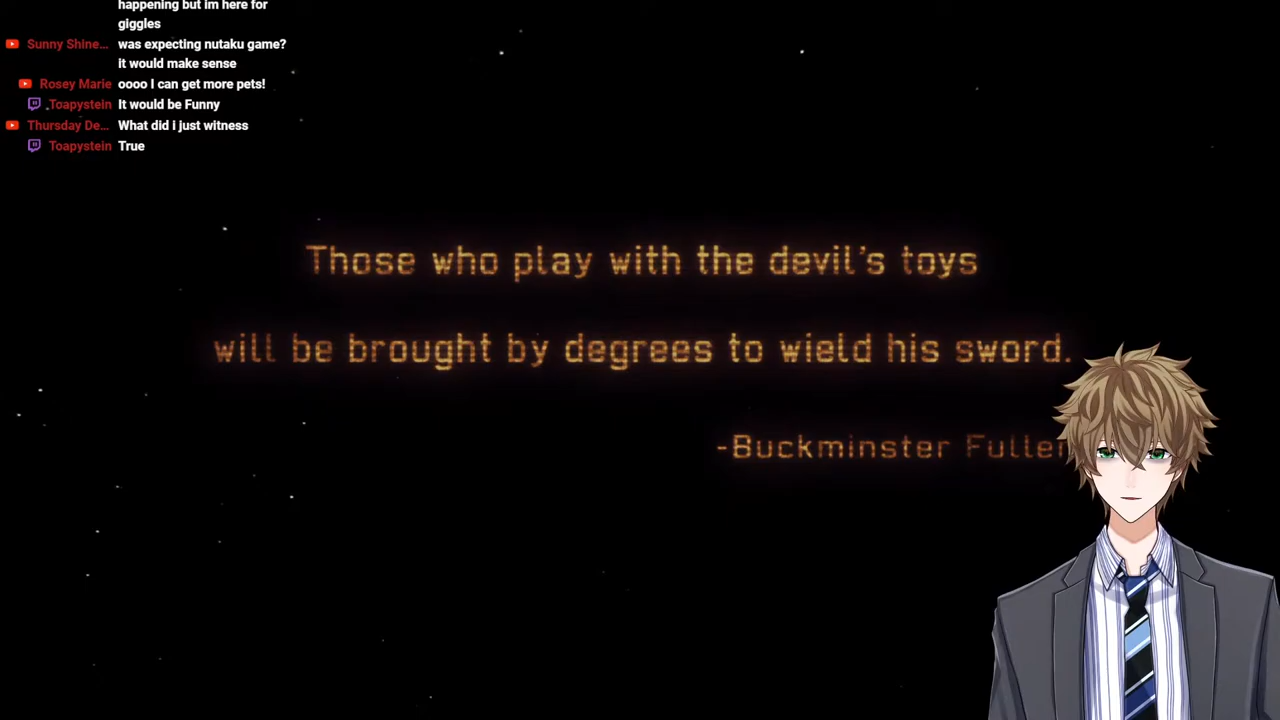 happening but im here for
giggles
Sunny Shine... was expecting nutaku game?
it would make sense
Rosey Marie oooo I can get more pets!
Toapystein It would be Funny
Thursday De... What did i just witness
Toapystein True
Those who play with the devil's toys
will be brought by degrees to wield his sword.
-Buckminster Fuller